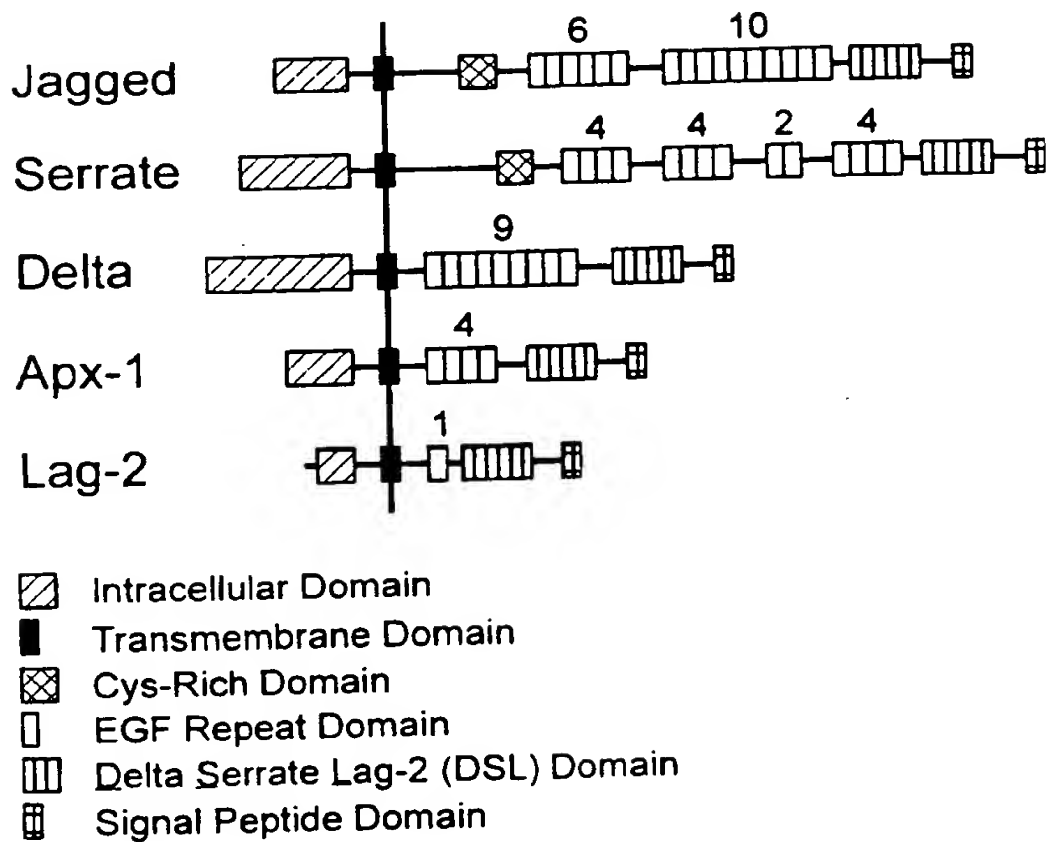 6 10
Jagged
4 4 2 4
Serrate
9
Delta
4
Apx-1
1
Lag-2
Intracellular Domain
Transmembrane Domain
Cys-Rich Domain
EGF Repeat Domain
Delta Serrate Lag-2 (DSL) Domain
Signal Peptide Domain